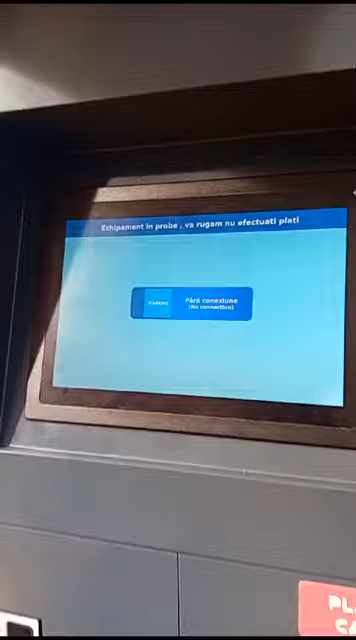 Echipament in probe , va rugam nu efectuati plati
Fără conexiune
(No connection)